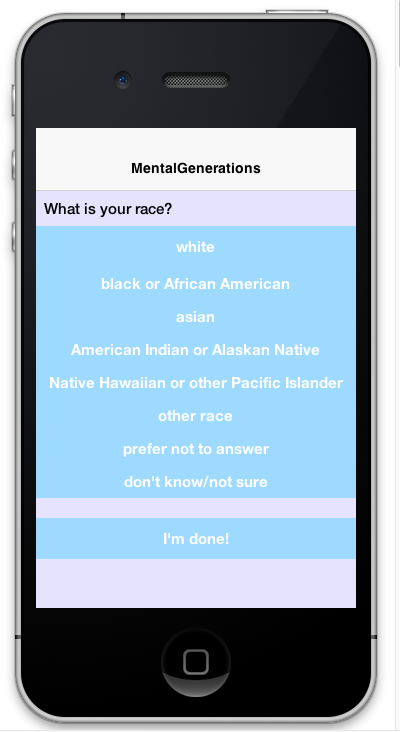 MentalGenerations
What is your race?
white
black or African American
asian
American Indian or Alaskan Native
Native Hawaiian or other Pacific Islander
other race
prefer not to answer
don't know/not sure
I'm done!